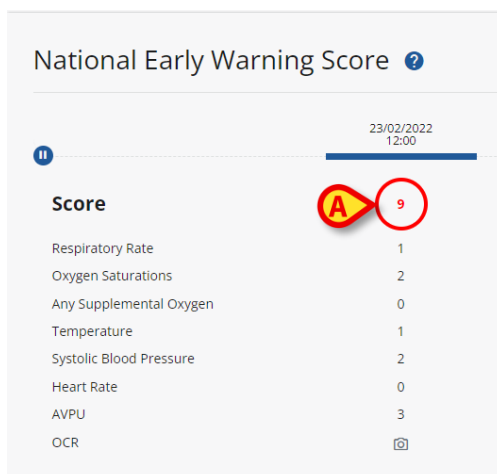 National Early Warning Score ?
23/02/2022
12:00
Score A 9
Respiratory Rate 1
Oxygen Saturations 2
Any Supplemental Oxygen 0
Temperature 1
Systolic Blood Pressure 2
Heart Rate 0
AVPU 3
OCR